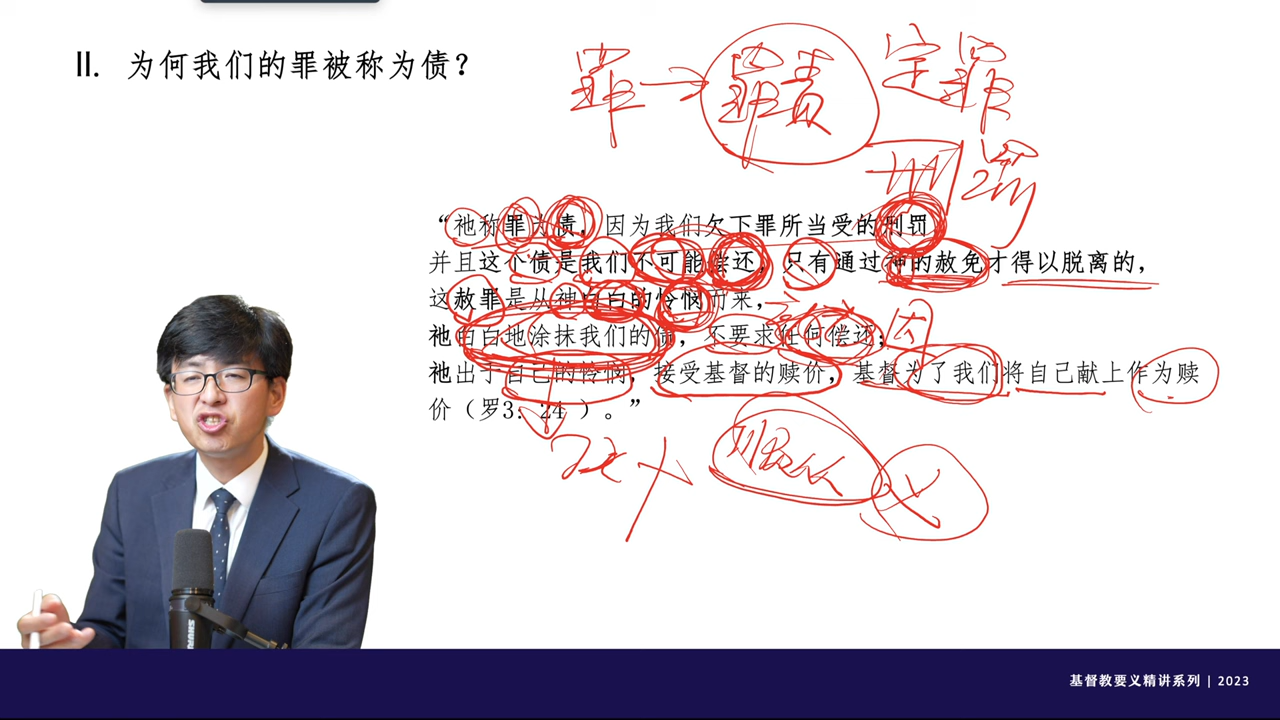 II. 为何我们的罪被称为债？
罪→罪责 定罪
刑罚
“祂称罪为债，因为我们欠下罪所当受的刑罚
并且这个债是我们不可能偿还，只有通过神的赦免才得以脱离的，
这赦罪是从神白白的怜悯而来，
祂白白地涂抹我们的债，不要求任何偿还；
因
祂出于自己的怜悯，接受基督的赎价，基督为了我们将自己献上作为赎
价（罗3：24 ）。”
SHURE
基督教要义精讲系列 | 2023